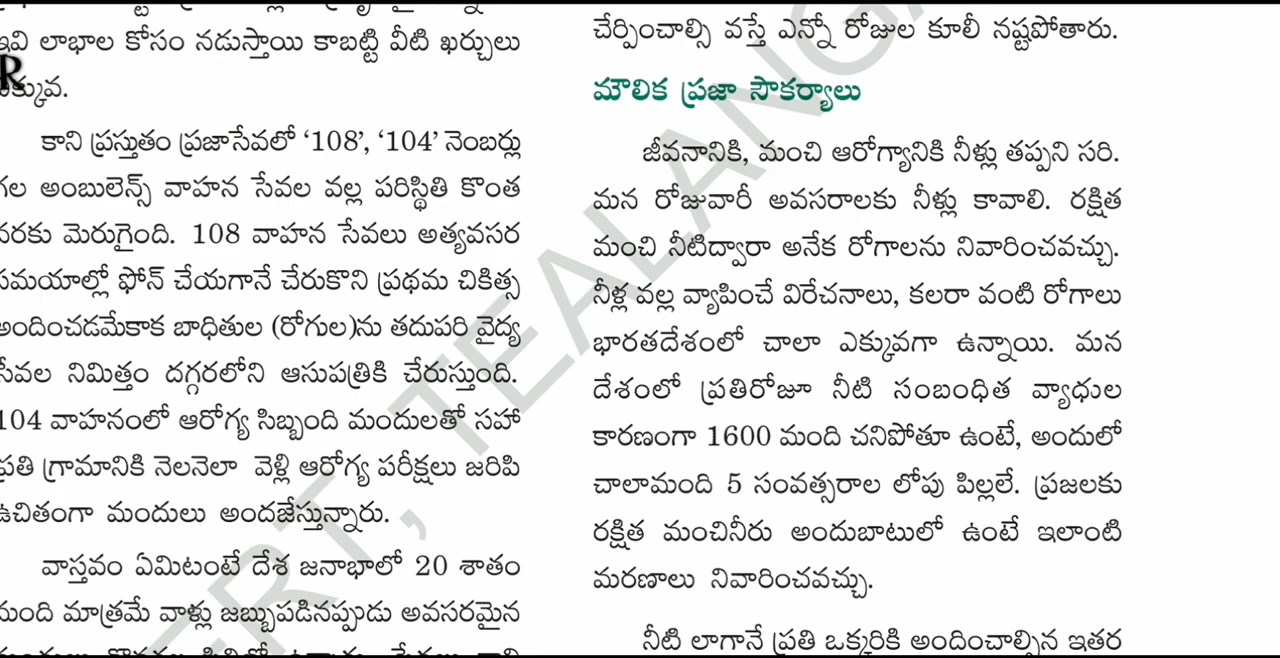 ఇవి లాభాల కోసం నడుస్తాయి కాబట్టి వీటి ఖర్చులు
ఎక్కువ.
కాని ప్రస్తుతం ప్రజాసేవలో ‘108’, ‘104’ నెంబర్లు
గల అంబులెన్స్ వాహన సేవల వల్ల పరిస్థితి కొంత
వరకు మెరుగైంది. 108 వాహన సేవలు అత్యవసర
సమయాల్లో ఫోన్ చేయగానే చేరుకొని ప్రథమ చికిత్స
అందించడమేకాక బాధితుల (రోగుల)ను తదుపరి వైద్య
సేవల నిమిత్తం దగ్గరలోని ఆసుపత్రికి చేరుస్తుంది.
104 వాహనంలో ఆరోగ్య సిబ్బంది మందులతో సహా
ప్రతి గ్రామానికి నెలనెలా వెళ్లి ఆరోగ్య పరీక్షలు జరిపి
ఉచితంగా మందులు అందజేస్తున్నారు.
వాస్తవం ఏమిటంటే దేశ జనాభాలో 20 శాతం
మంది మాత్రమే వాళ్లు జబ్బుపడినప్పుడు అవసరమైన
చేర్పించాల్సి వస్తే ఎన్నో రోజుల కూలీ నష్టపోతారు.
మౌలిక ప్రజా సౌకర్యాలు
జీవనానికి, మంచి ఆరోగ్యానికి నీళ్లు తప్పని సరి.
మన రోజువారీ అవసరాలకు నీళ్లు కావాలి. రక్షిత
మంచి నీటిద్వారా అనేక రోగాలను నివారించవచ్చు.
నీళ్ల వల్ల వ్యాపించే విరేచనాలు, కలరా వంటి రోగాలు
భారతదేశంలో చాలా ఎక్కువగా ఉన్నాయి. మన
దేశంలో ప్రతిరోజూ నీటి సంబంధిత వ్యాధుల
కారణంగా 1600 మంది చనిపోతూ ఉంటే, అందులో
చాలామంది 5 సంవత్సరాల లోపు పిల్లలే. ప్రజలకు
రక్షిత మంచినీరు అందుబాటులో ఉంటే ఇలాంటి
మరణాలు నివారించవచ్చు.
నీటి లాగానే ప్రతి ఒక్కరికి అందించాల్సిన ఇతర